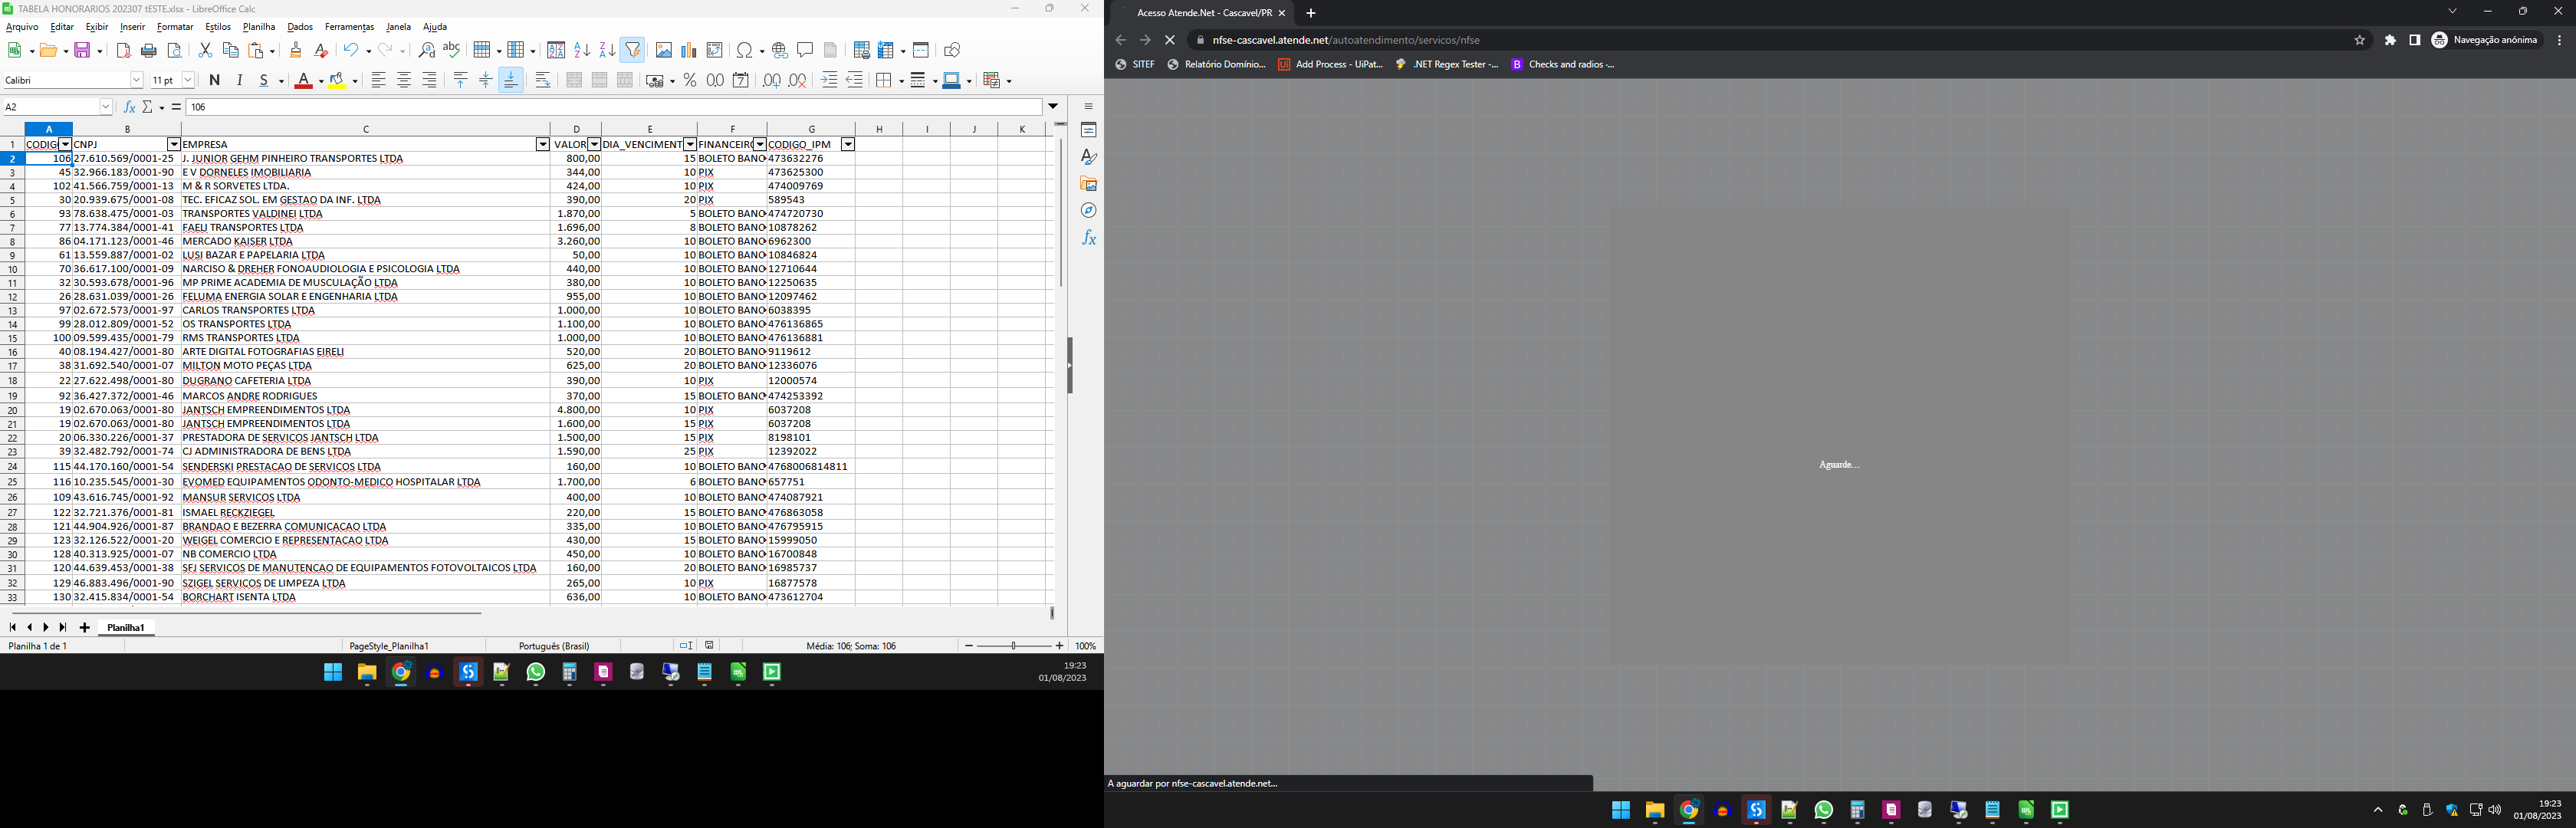 TABELA HONORARIOS 202307 tESTE.xlsx - LibreOffice Calc
Arquivo Editar Exibir Inserir Formatar Estilos Planilha Dados Ferramentas Janela Ajuda
Calibri 11 pt N I S
A2 106
A B C D E F G H I J K
1 CODIG CNPJ EMPRESA VALOR DIA_VENCIMENT FINANCEIRO CODIGO_IPM
2 106 27.610.569/0001-25 J. JUNIOR GEHM PINHEIRO TRANSPORTES LTDA 800,00 15 BOLETO BANC 473632276
3 45 32.966.183/0001-90 E V DORNELES IMOBILIARIA 344,00 10 PIX 473625300
4 102 41.566.759/0001-13 M & R SORVETES LTDA. 424,00 10 PIX 474009769
5 30 20.939.675/0001-08 TEC. EFICAZ SOL. EM GESTAO DA INF. LTDA 390,00 20 PIX 589543
6 93 78.638.475/0001-03 TRANSPORTES VALDINEI LTDA 1.870,00 5 BOLETO BANC 474720730
7 77 13.774.384/0001-41 FAELI TRANSPORTES LTDA 1.696,00 8 BOLETO BANC 10878262
8 86 04.171.123/0001-46 MERCADO KAISER LTDA 3.260,00 10 BOLETO BANC 6962300
9 61 13.559.887/0001-02 LUSI BAZAR E PAPELARIA LTDA 50,00 10 BOLETO BANC 10846824
10 70 36.617.100/0001-09 NARCISO & DREHER FONOAUDIOLOGIA E PSICOLOGIA LTDA 440,00 10 BOLETO BANC 12710644
11 32 30.593.678/0001-96 MP PRIME ACADEMIA DE MUSCULAÇÃO LTDA 380,00 10 BOLETO BANC 12250635
12 26 28.631.039/0001-26 FELUMA ENERGIA SOLAR E ENGENHARIA LTDA 955,00 10 BOLETO BANC 12097462
13 97 02.672.573/0001-97 CARLOS TRANSPORTES LTDA 1.000,00 10 BOLETO BANC 6038395
14 99 28.012.809/0001-52 OS TRANSPORTES LTDA 1.100,00 10 BOLETO BANC 476136865
15 100 09.599.435/0001-79 RMS TRANSPORTES LTDA 1.000,00 10 BOLETO BANC 476136881
16 40 08.194.427/0001-80 ARTE DIGITAL FOTOGRAFIAS EIRELI 520,00 20 BOLETO BANC 9119612
17 38 31.692.540/0001-07 MILTON MOTO PEÇAS LTDA 625,00 20 BOLETO BANC 12336076
18 22 27.622.498/0001-80 DUGRANO CAFETERIA LTDA 390,00 10 PIX 12000574
19 92 36.427.372/0001-46 MARCOS ANDRE RODRIGUES 370,00 15 BOLETO BANC 474253392
20 19 02.670.063/0001-80 JANTSCH EMPREENDIMENTOS LTDA 4.800,00 10 PIX 6037208
21 19 02.670.063/0001-80 JANTSCH EMPREENDIMENTOS LTDA 1.600,00 15 PIX 6037208
22 20 06.330.226/0001-37 PRESTADORA DE SERVICOS JANTSCH LTDA 1.500,00 15 PIX 8198101
23 39 32.482.792/0001-74 CJ ADMINISTRADORA DE BENS LTDA 1.590,00 25 PIX 12392022
24 115 44.170.160/0001-54 SENDERSKI PRESTACAO DE SERVICOS LTDA 160,00 10 BOLETO BANC 4768006814811
25 116 10.235.545/0001-30 EVOMED EQUIPAMENTOS ODONTO-MEDICO HOSPITALAR LTDA 1.700,00 6 BOLETO BANC 657751
26 109 43.616.745/0001-92 MANSUR SERVICOS LTDA 400,00 10 BOLETO BANC 474087921
27 122 32.721.376/0001-81 ISMAEL RECKZIEGEL 220,00 15 BOLETO BANC 476863058
28 121 44.904.926/0001-87 BRANDAO E BEZERRA COMUNICACAO LTDA 335,00 10 BOLETO BANC 476795915
29 123 32.126.522/0001-20 WEIGEL COMERCIO E REPRESENTACAO LTDA 430,00 15 BOLETO BANC 15999050
30 128 40.313.925/0001-07 NB COMERCIO LTDA 450,00 10 BOLETO BANC 16700848
31 120 44.639.453/0001-38 SFJ SERVICOS DE MANUTENCAO DE EQUIPAMENTOS FOTOVOLTAICOS LTDA 160,00 20 BOLETO BANC 16985737
32 129 46.883.496/0001-90 SZIGEL SERVICOS DE LIMPEZA LTDA 265,00 10 PIX 16877578
33 130 32.415.834/0001-54 BORCHART ISENTA LTDA 636,00 10 BOLETO BANC 473612704
Planilha1
Planilha 1 de 1 PageStyle_Planilha1 Português (Brasil) Média: 106; Soma: 106 100%
19:23
01/08/2023
Acesso Atende.Net - Cascavel/PR
nfse-cascavel.atende.net/autoatendimento/servicos/nfse Navegação anónima
SITEF Relatório Domínio... Add Process - UiPat... .NET Regex Tester -... Checks and radios ·...
Aguarde...
A aguardar por nfse-cascavel.atende.net...
19:23
01/08/2023